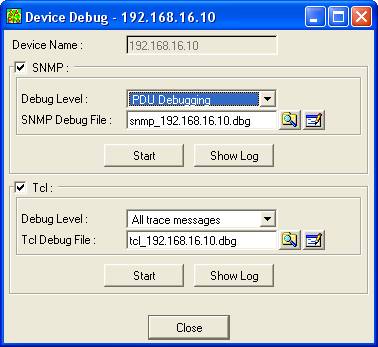 Device Debug - 192.168.16.10
Device Name : 192.168.16.10
SNMP :
Debug Level : PDU Debugging
SNMP Debug File : snmp_192.168.16.10.dbg
Start Show Log
Tcl :
Debug Level : All trace messages
Tcl Debug File : tcl_192.168.16.10.dbg
Start Show Log
Close